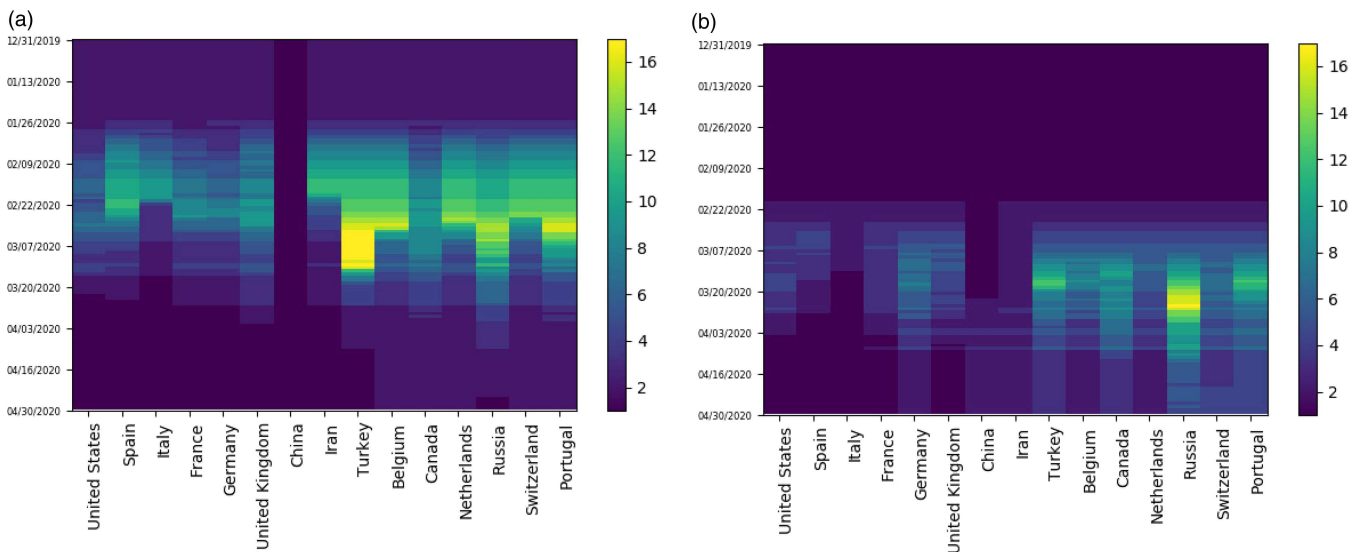 (a)
12/31/2019
01/13/2020
01/26/2020
02/09/2020
02/22/2020
03/07/2020
03/20/2020
04/03/2020
04/16/2020
04/30/2020
United States
Spain
Italy
France
Germany
United Kingdom
China
Iran
Turkey
Belgium
Canada
Netherlands
Russia
Switzerland
Portugal
16
14
12
10
8
6
4
2
(b)
12/31/2019
01/13/2020
01/26/2020
02/09/2020
02/22/2020
03/07/2020
03/20/2020
04/03/2020
04/16/2020
04/30/2020
United States
Spain
Italy
France
Germany
United Kingdom
China
Iran
Turkey
Belgium
Canada
Netherlands
Russia
Switzerland
Portugal
16
14
12
10
8
6
4
2